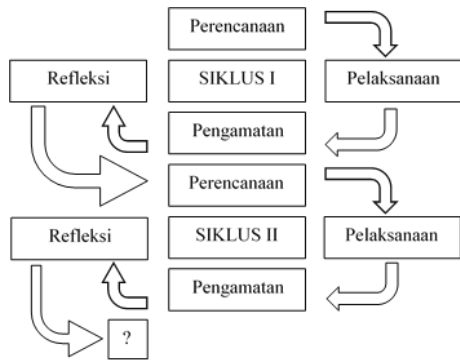 Perencanaan
Refleksi
SIKLUS I
Pelaksanaan
Pengamatan
Perencanaan
Refleksi
SIKLUS II
Pelaksanaan
Pengamatan
?